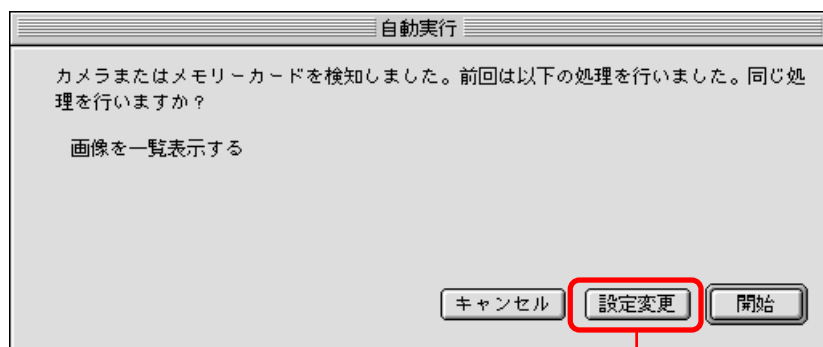 自動実行
カメラまたはメモリーカードを検知しました。前回は以下の処理を行いました。同じ処
理を行いますか？
画像を一覧表示する
キャンセル 設定変更 開始